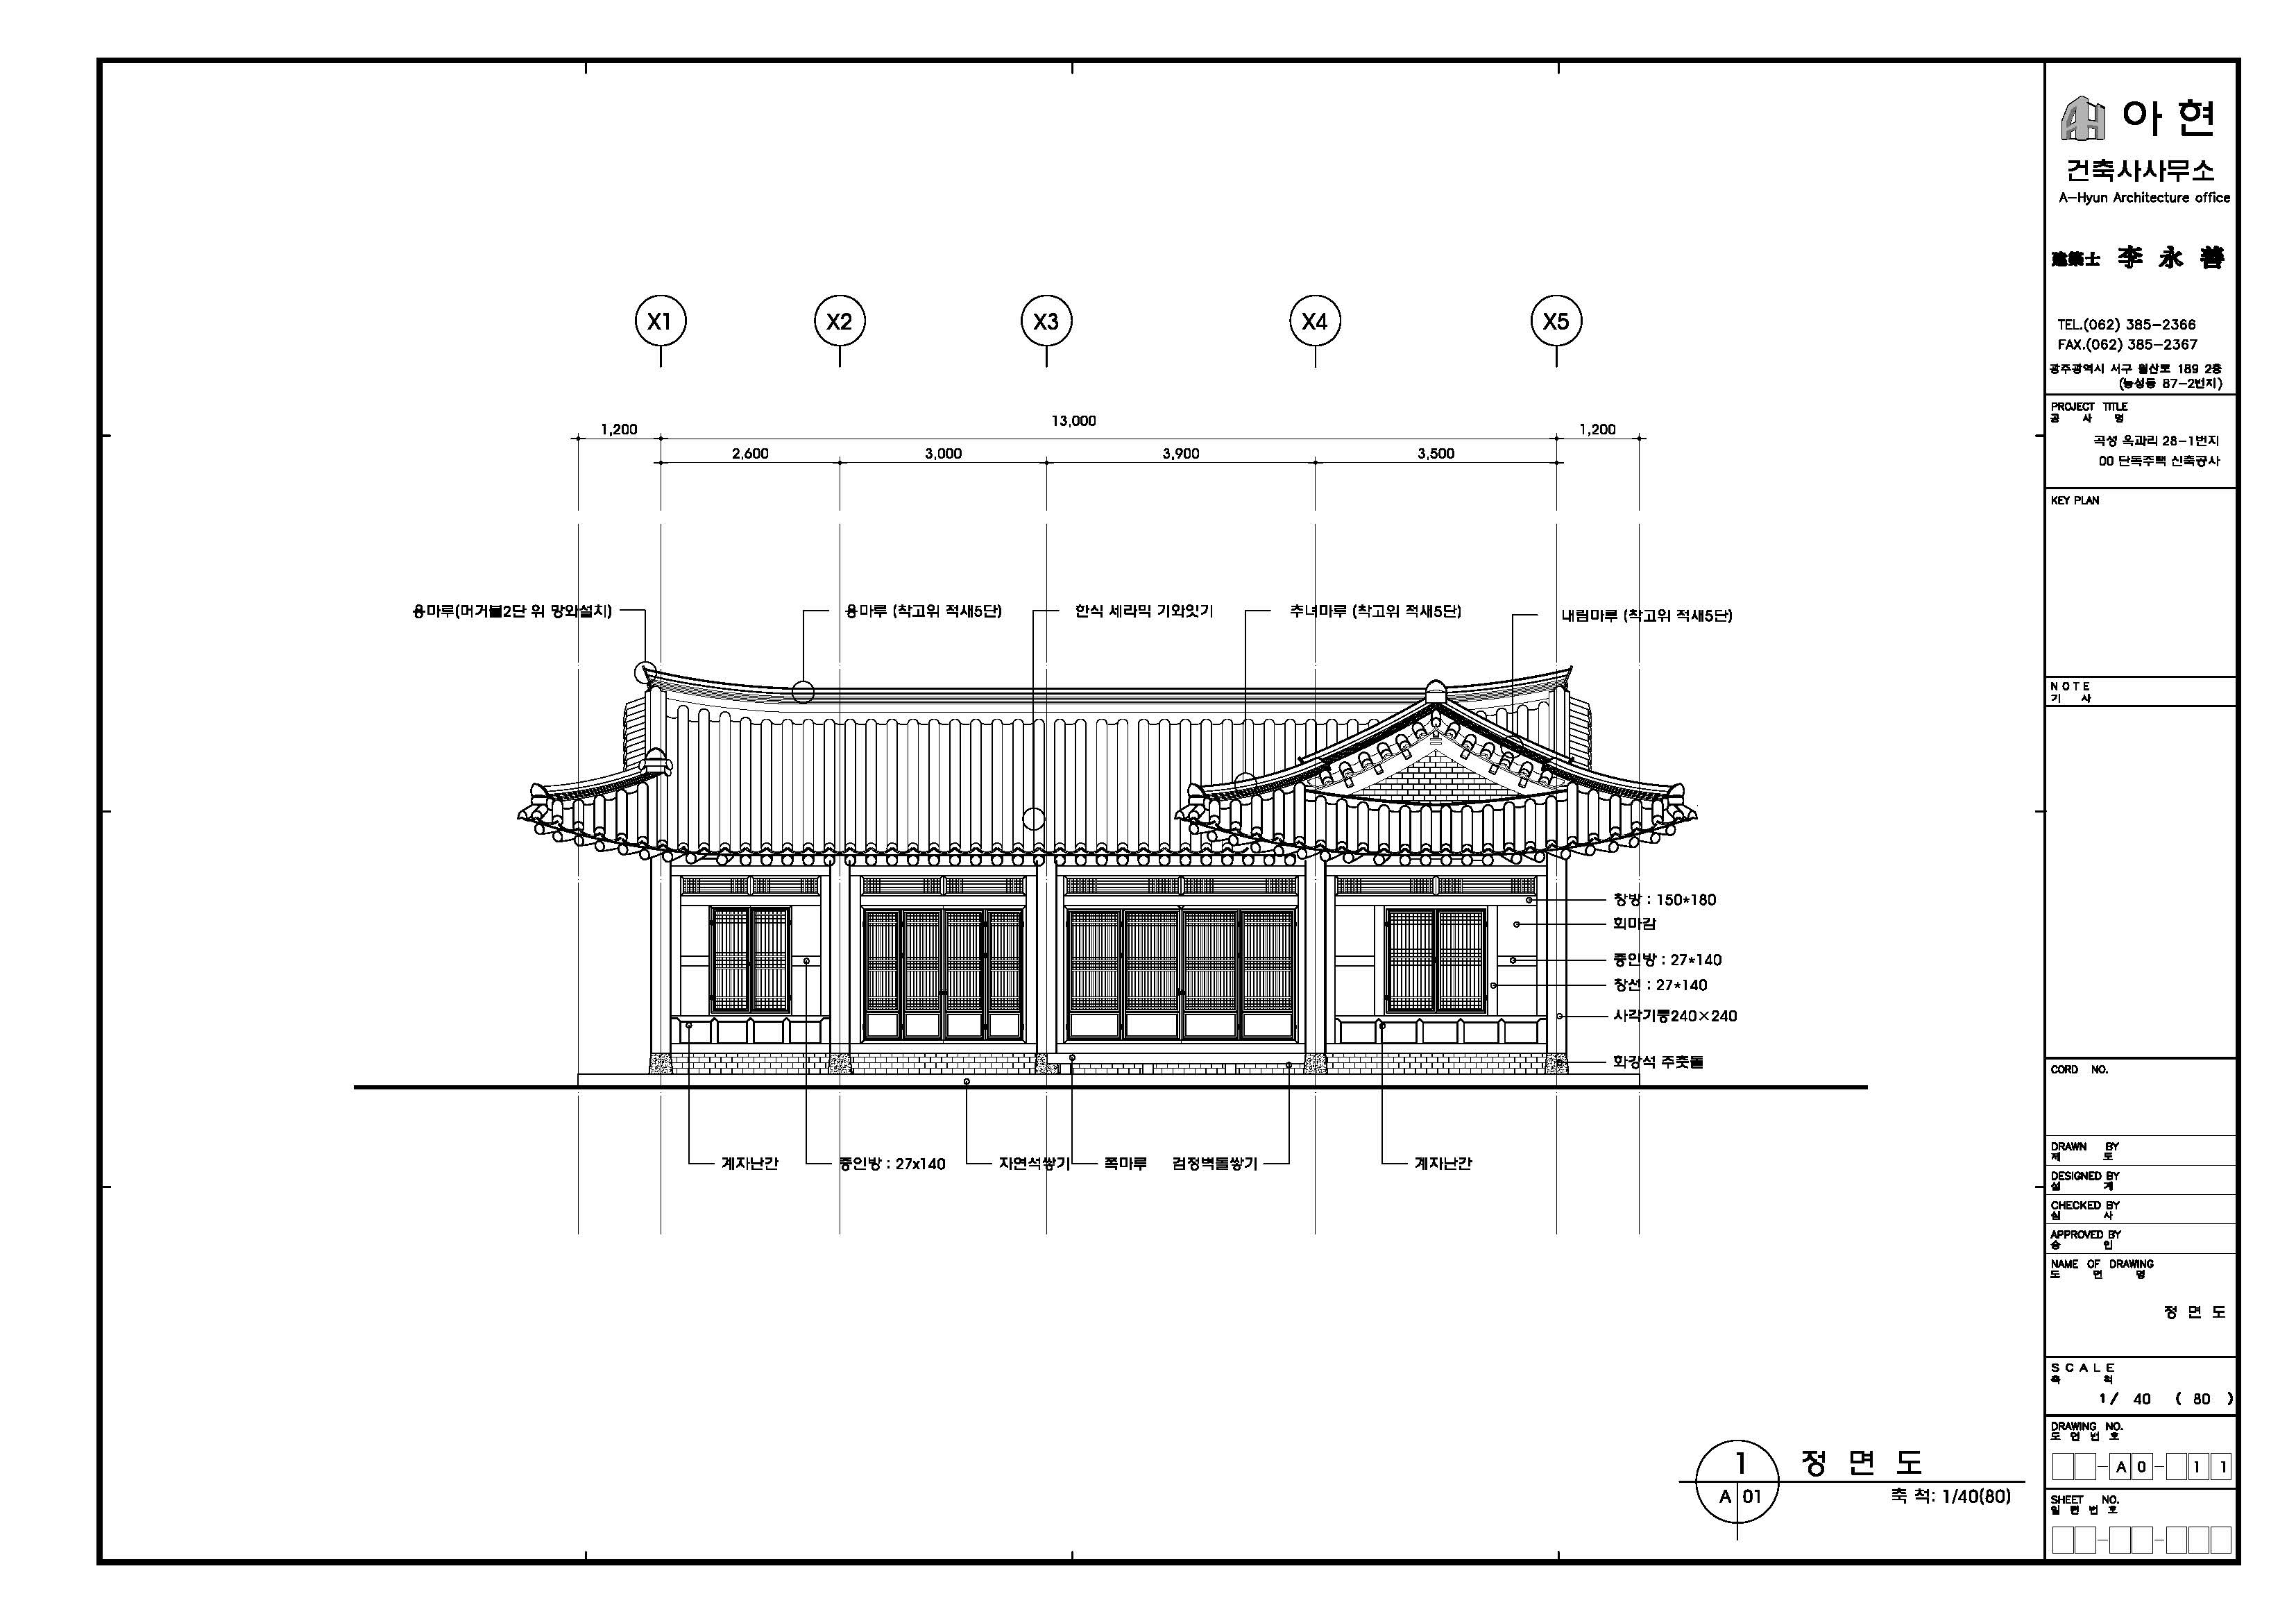 아 현
건축사사무소
A-Hyun Architecture office
建築士 李 永 善
TEL.(062) 385-2366
FAX.(062) 385-2367
광주광역시 서구 월산로 189 2층
(농성동 87-2번지)
PROJECT TITLE
공 사 명
곡성 옥과리 28-1번지
00 단독주택 신축공사
KEY PLAN
N O T E
기 사
CORD NO.
DRAWN BY
제 도
DESIGNED BY
설 계
CHECKED BY
심 사
APPROVED BY
승 인
NAME OF DRAWING
도 면 명
정 면 도
S C A L E
축 척
1/ 40 ( 80 )
DRAWING NO.
도 면 번 호
- A 0 - 1 1
SHEET NO.
일 련 번 호
- -
X1 X2 X3 X4 X5
13,000
1,200 1,200
2,600 3,000 3,900 3,500
용마루(머거블2단 위 망와설치) 용마루 (착고위 적새5단) 한식 세라믹 기와잇기 추녀마루 (착고위 적새5단) 내림마루 (착고위 적새5단)
창방 : 150*180
회마감
중인방 : 27*140
창선 : 27*140
사각기둥240×240
화강석 주춧돌
계자난간 중인방 : 27x140 자연석쌓기 쪽마루 검정벽돌쌓기 계자난간
1 정 면 도
A 01 축 척: 1/40(80)